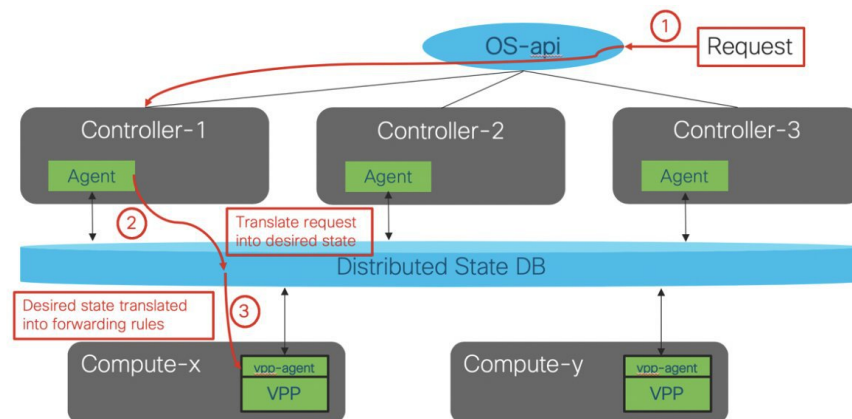 1
OS-api
Request
Controller-1
Controller-2
Controller-3
Agent
Agent
Agent
2
Translate request
into desired state
Distributed State DB
Desired state translated
into forwarding rules
3
Compute-x
vpp-agent
VPP
Compute-y
vpp-agent
VPP